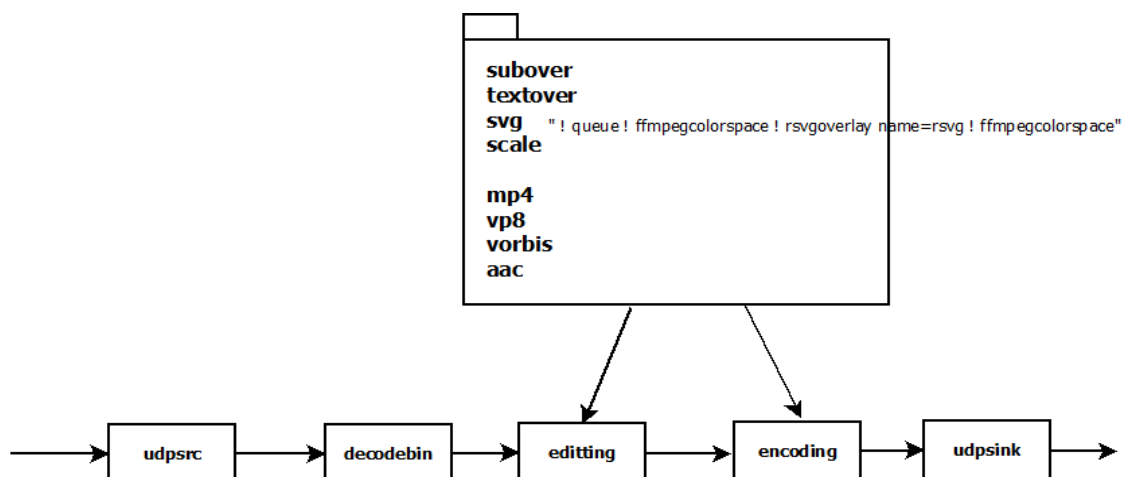 subover
textover
svg " ! queue ! ffmpegcolorspace ! rsvgoverlay name=rsvg ! ffmpegcolorspace"
scale
mp4
vp8
vorbis
aac
udpsrc decodebin editting encoding udpsink